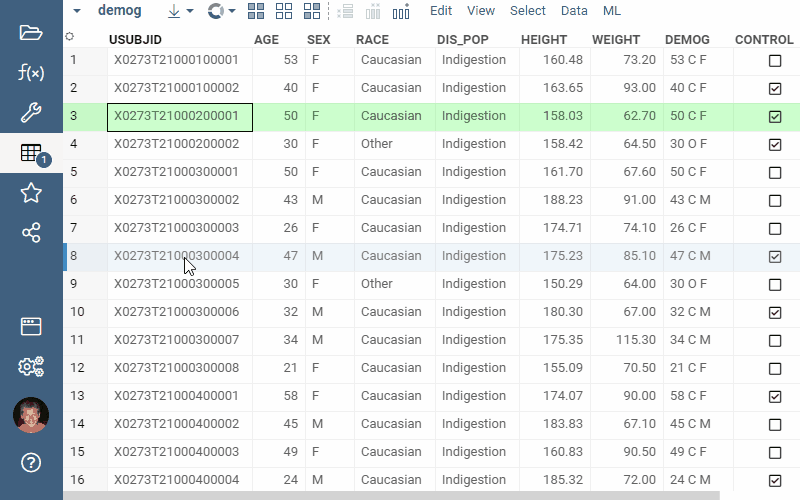 demog Edit View Select Data ML
USUBJID AGE SEX RACE DIS_POP HEIGHT WEIGHT DEMOG CONTROL
1 X0273T21000100001 53 F Caucasian Indigestion 160.48 73.20 53 C F
2 X0273T21000100002 40 F Caucasian Indigestion 163.65 93.00 40 C F
3 X0273T21000200001 50 F Caucasian Indigestion 158.03 62.70 50 C F
4 X0273T21000200002 30 F Other Indigestion 158.42 64.50 30 O F
5 X0273T21000300001 50 F Caucasian Indigestion 161.70 67.60 50 C F
6 X0273T21000300002 43 M Caucasian Indigestion 188.23 91.00 43 C M
7 X0273T21000300003 26 F Caucasian Indigestion 174.71 74.10 26 C F
8 X0273T21000300004 47 M Caucasian Indigestion 175.23 85.10 47 C M
9 X0273T21000300005 30 F Other Indigestion 150.29 64.00 30 O F
10 X0273T21000300006 32 M Caucasian Indigestion 180.30 67.00 32 C M
11 X0273T21000300007 34 M Caucasian Indigestion 175.35 115.30 34 C M
12 X0273T21000300008 21 F Caucasian Indigestion 155.09 70.50 21 C F
13 X0273T21000400001 58 F Caucasian Indigestion 174.07 90.00 58 C F
14 X0273T21000400002 45 M Caucasian Indigestion 183.83 67.10 45 C M
15 X0273T21000400003 49 F Caucasian Indigestion 160.83 90.50 49 C F
16 X0273T21000400004 24 M Caucasian Indigestion 185.32 72.00 24 C M
f(x)
1
?